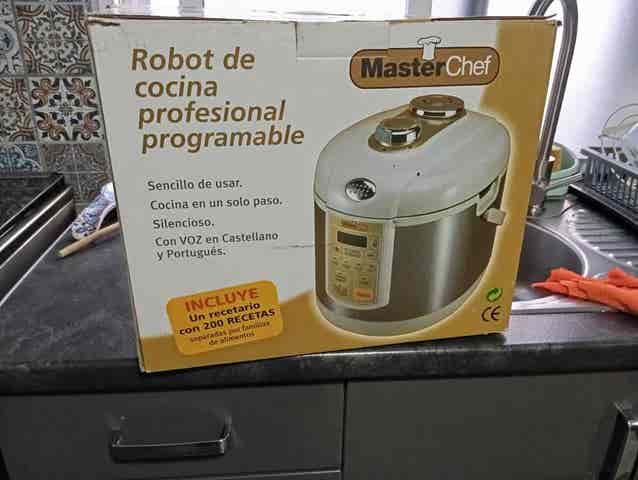 Robot de
cocina
profesional
programable
MasterChef
Sencillo de usar.
Cocina en un solo paso.
Silencioso.
Con VOZ en Castellano
y Portugués.
INCLUYE
Un recetario
con 200 RECETAS
separadas por familias
de alimentos
CE